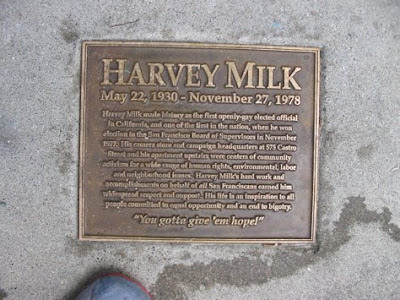 HARVEY MILK
May 22, 1930 - November 27, 1978
Harvey Milk made history as the first openly-gay elected official
in California, and one of the first in the nation, when he won
election to the San Francisco Board of Supervisors in November
1977. His camera store and campaign headquarters at 575 Castro
Street and his apartment upstairs were centers of community
activism for a wide range of human rights, environmental, labor
and neighborhood issues. Harvey Milk's hard work and
accomplishments on behalf of all San Franciscans earned him
widespread respect and support. His life is an inspiration to all
people committed to equal opportunity and an end to bigotry.
"You gotta give 'em hope!"